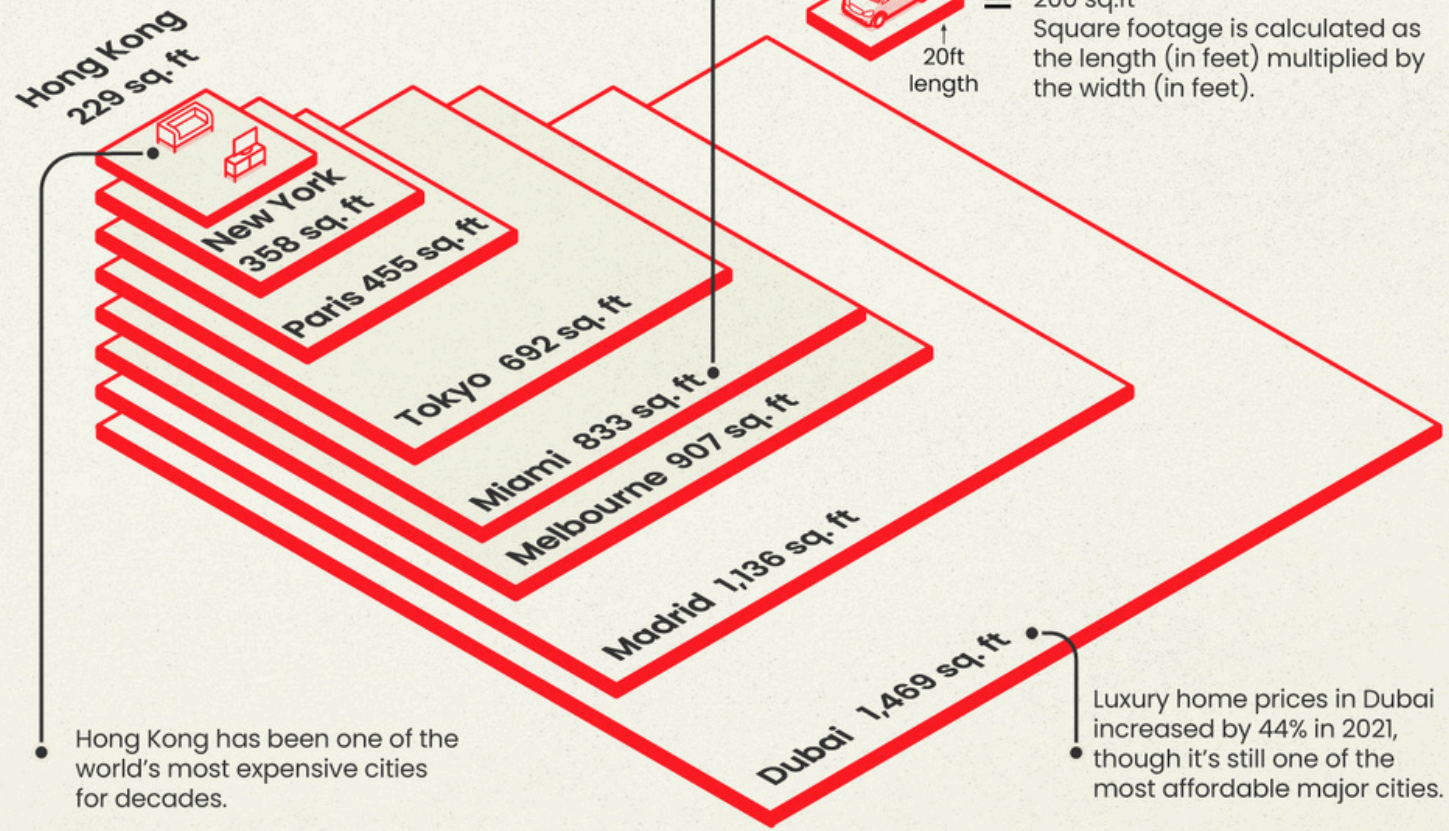 200 sq.ft
Square footage is calculated as
the length (in feet) multiplied by
the width (in feet).
20ft
length
Hong Kong
229 sq. ft
New York
358 sq. ft
Paris 455 sq. ft
Tokyo 692 sq. ft
Miami 833 sq. ft
Melbourne 907 sq. ft
Madrid 1,136 sq. ft
Dubai 1,469 sq. ft
Hong Kong has been one of the
world's most expensive cities
for decades.
Luxury home prices in Dubai
increased by 44% in 2021,
though it's still one of the
most affordable major cities.